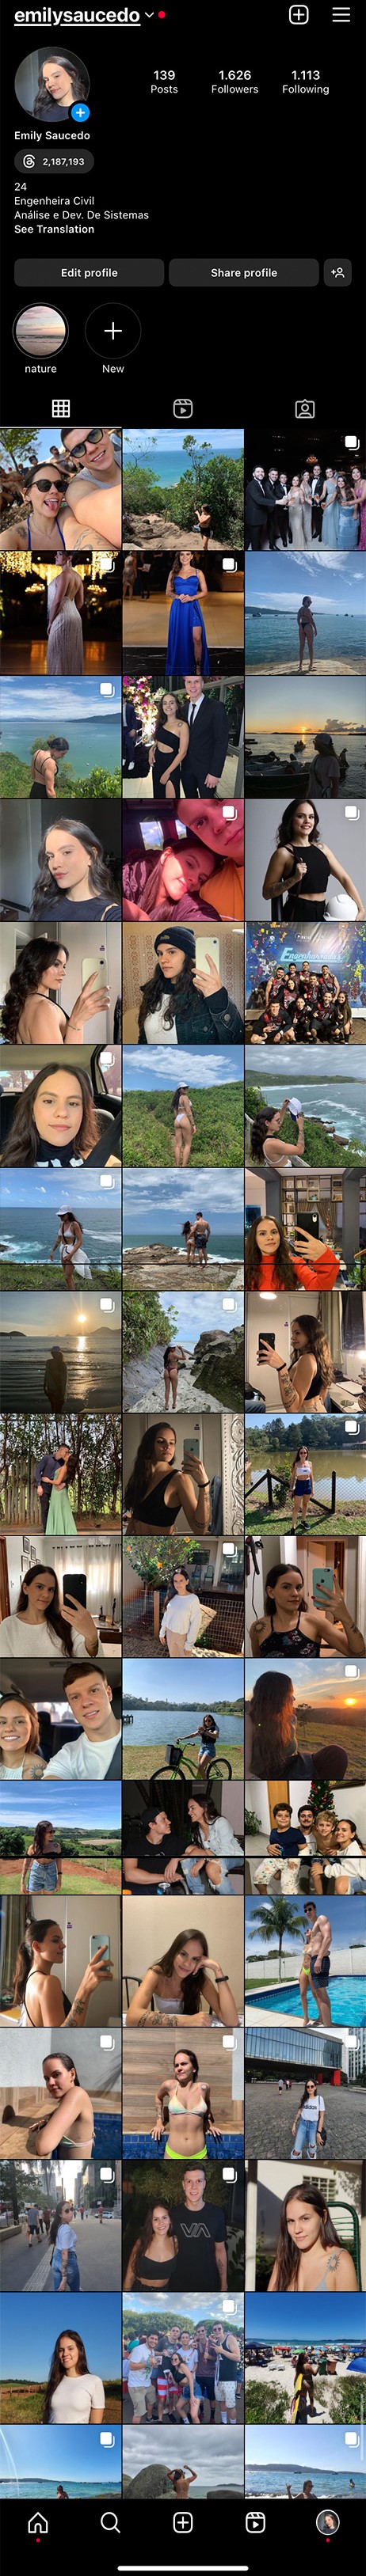 emilysaucedo
139
1.626
1.113
Posts
Followers
Following
Emily Saucedo
2,187,193
24
Engenheira Civil
Análise e Dev. De Sistemas
See Translation
Edit profile
Share profile
nature
New
adidas